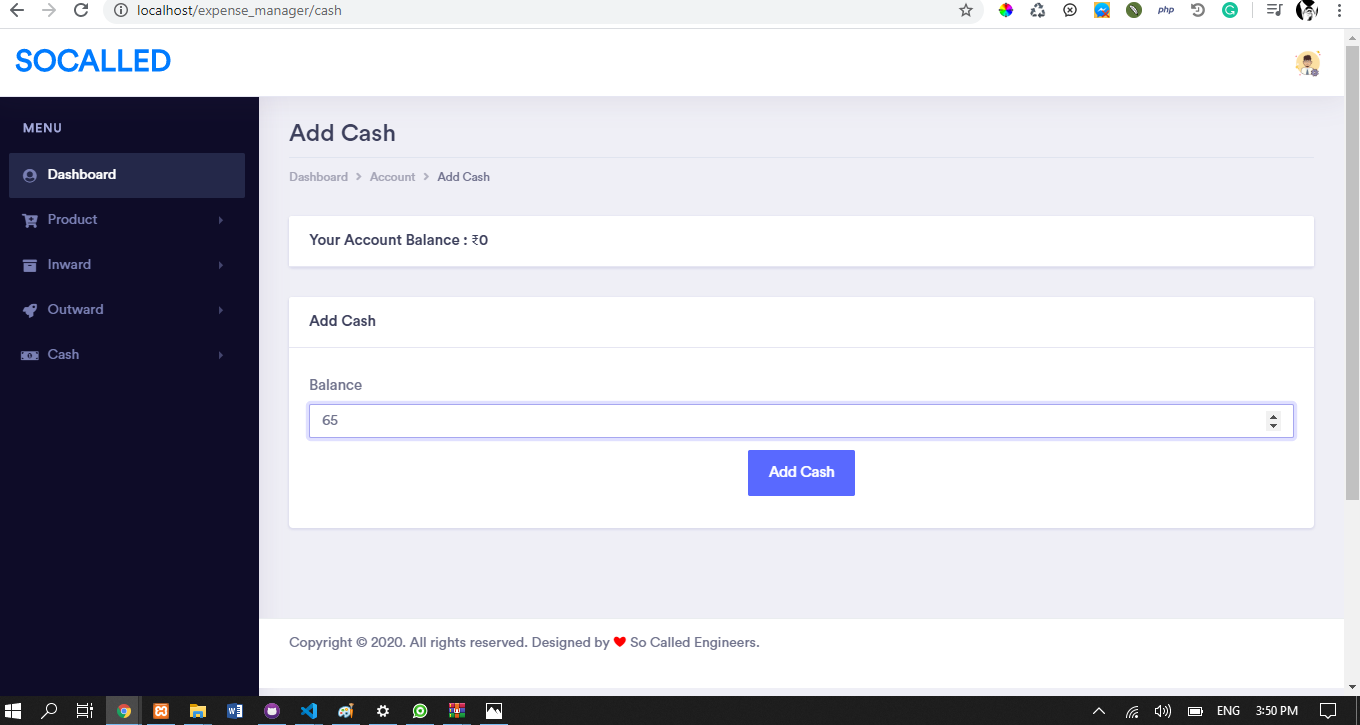 localhost/expense_manager/cash
php
SOCALLED
MENU
Dashboard
Product
Inward
Outward
Cash
Add Cash
Dashboard > Account > Add Cash
Your Account Balance : ₹0
Add Cash
Balance
65
Add Cash
Copyright © 2020. All rights reserved. Designed by ❤ So Called Engineers.
ENG 3:50 PM